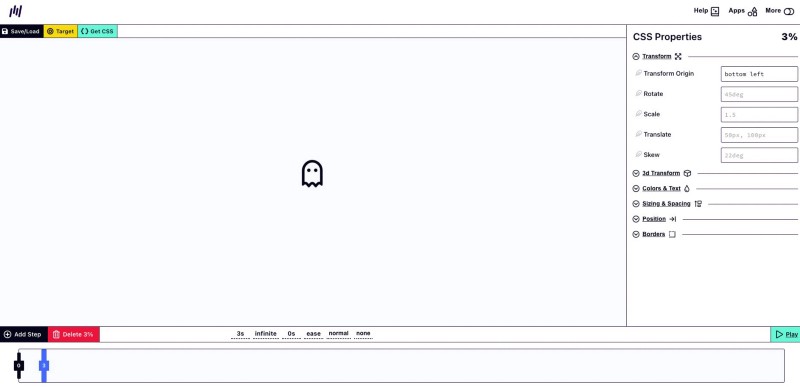 Help Apps More
Save/Load Target Get CSS
CSS Properties 3%
Transform
Transform Origin bottom left
Rotate 45deg
Scale 1.5
Translate 50px, 100px
Skew 22deg
3d Transform
Colors & Text
Sizing & Spacing
Position
Borders
Add Step Delete 3% 3s infinite 0s ease normal none Play
0 3